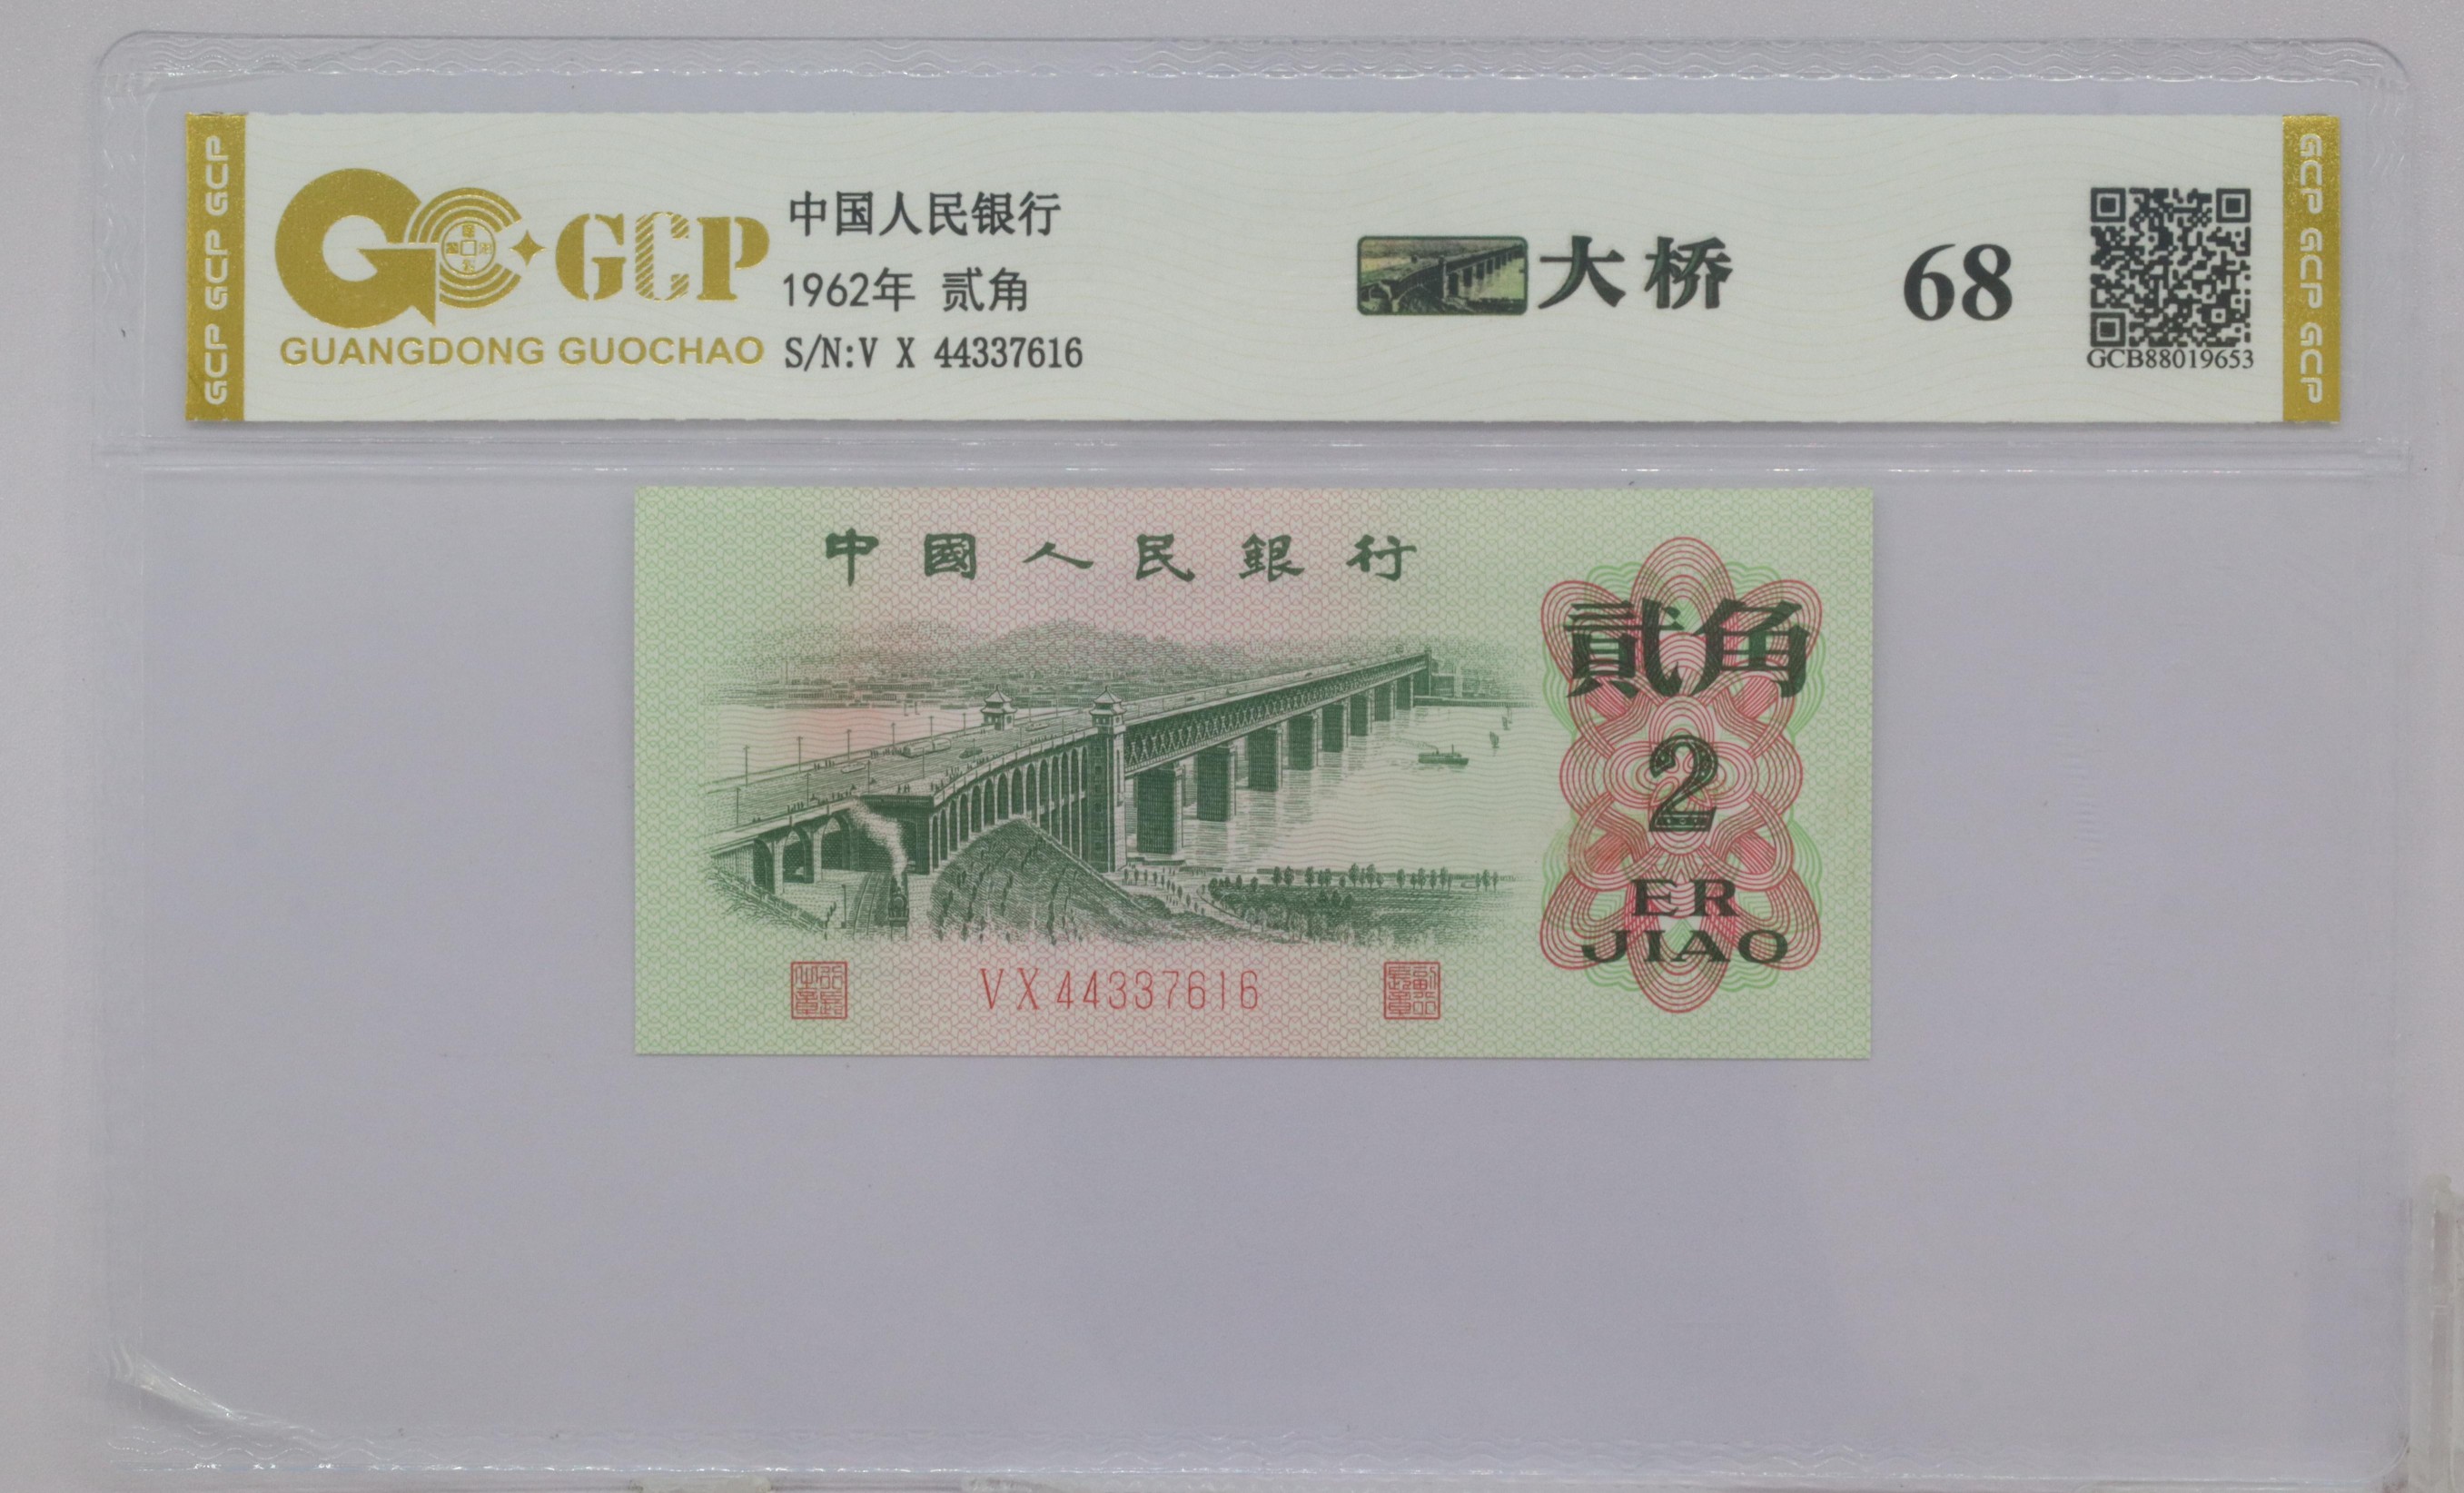 GCP GCP GCP
GCP
GUANGDONG GUOCHAO
中国人民银行
1962年 贰角
S/N:V X 44337616
大桥
68
GCB88019653
GCP GCP GCP
中國人民銀行
貳角
2
ER
JIAO
VX44337616